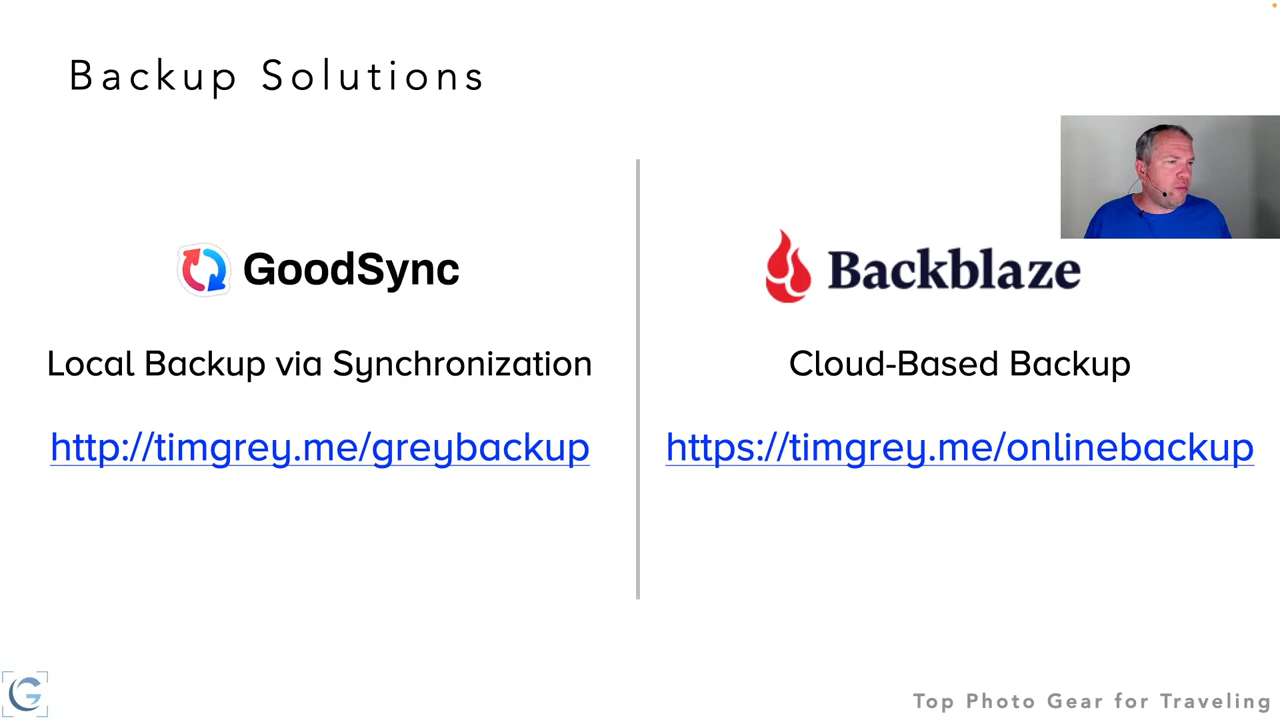 Backup Solutions
GoodSync
Local Backup via Synchronization
http://timgrey.me/greybackup
Backblaze
Cloud-Based Backup
https://timgrey.me/onlinebackup
G
Top Photo Gear for Traveling